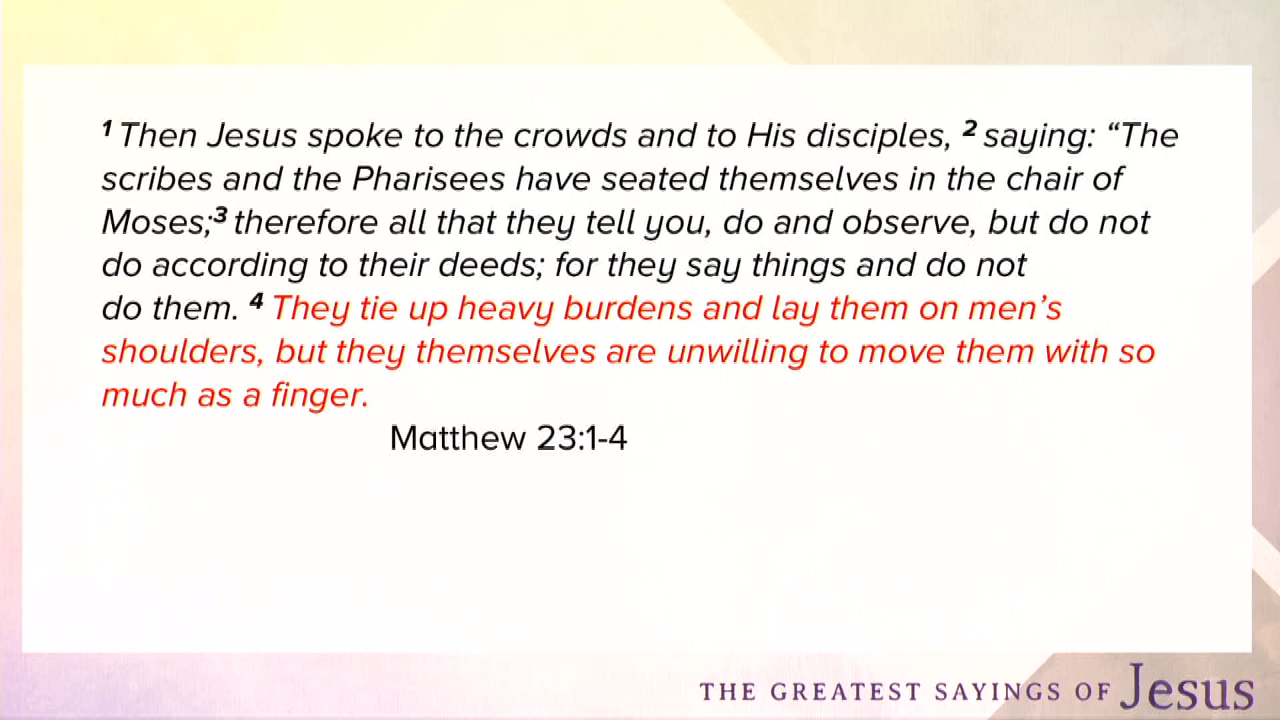 ¹ Then Jesus spoke to the crowds and to His disciples, ² saying: “The
scribes and the Pharisees have seated themselves in the chair of
Moses;³ therefore all that they tell you, do and observe, but do not
do according to their deeds; for they say things and do not
do them. ⁴ They tie up heavy burdens and lay them on men’s
shoulders, but they themselves are unwilling to move them with so
much as a finger.
Matthew 23:1-4
THE GREATEST SAYINGS OF Jesus